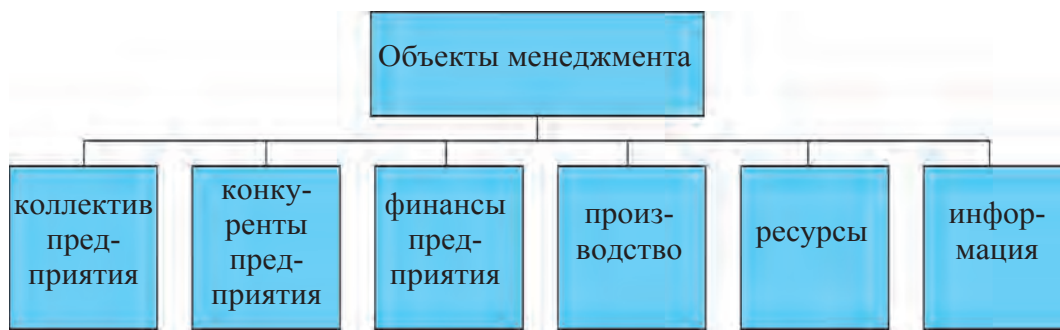 Объекты менеджмента
коллектив
пред-
приятия
конку-
ренты
пред-
приятия
финансы
пред-
приятия
произ-
водство
ресурсы
инфор-
мация